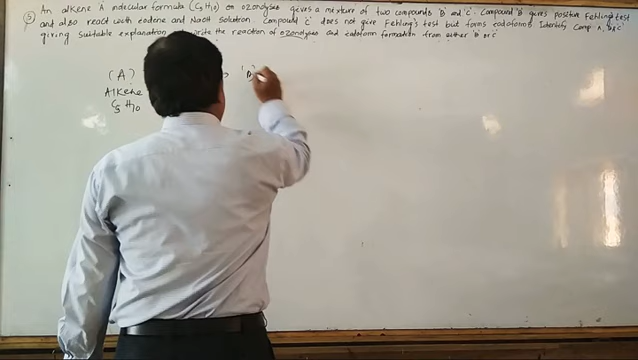 ⑤ An alkene 'A' molecular formula (C5H10) on ozonolysis gives a mixture of two compounds 'B' and 'C'. Compound 'B' gives positive Fehling's test
and also react with iodine and NaOH solution. Compound 'C' does not give Fehling's test but forms iodoform. Identify Comp A, B & C
giving suitable explanation write the reaction of ozonolysis and iodoform formation from either 'B' or 'C'
(A) 'B
Alkene
C5H10